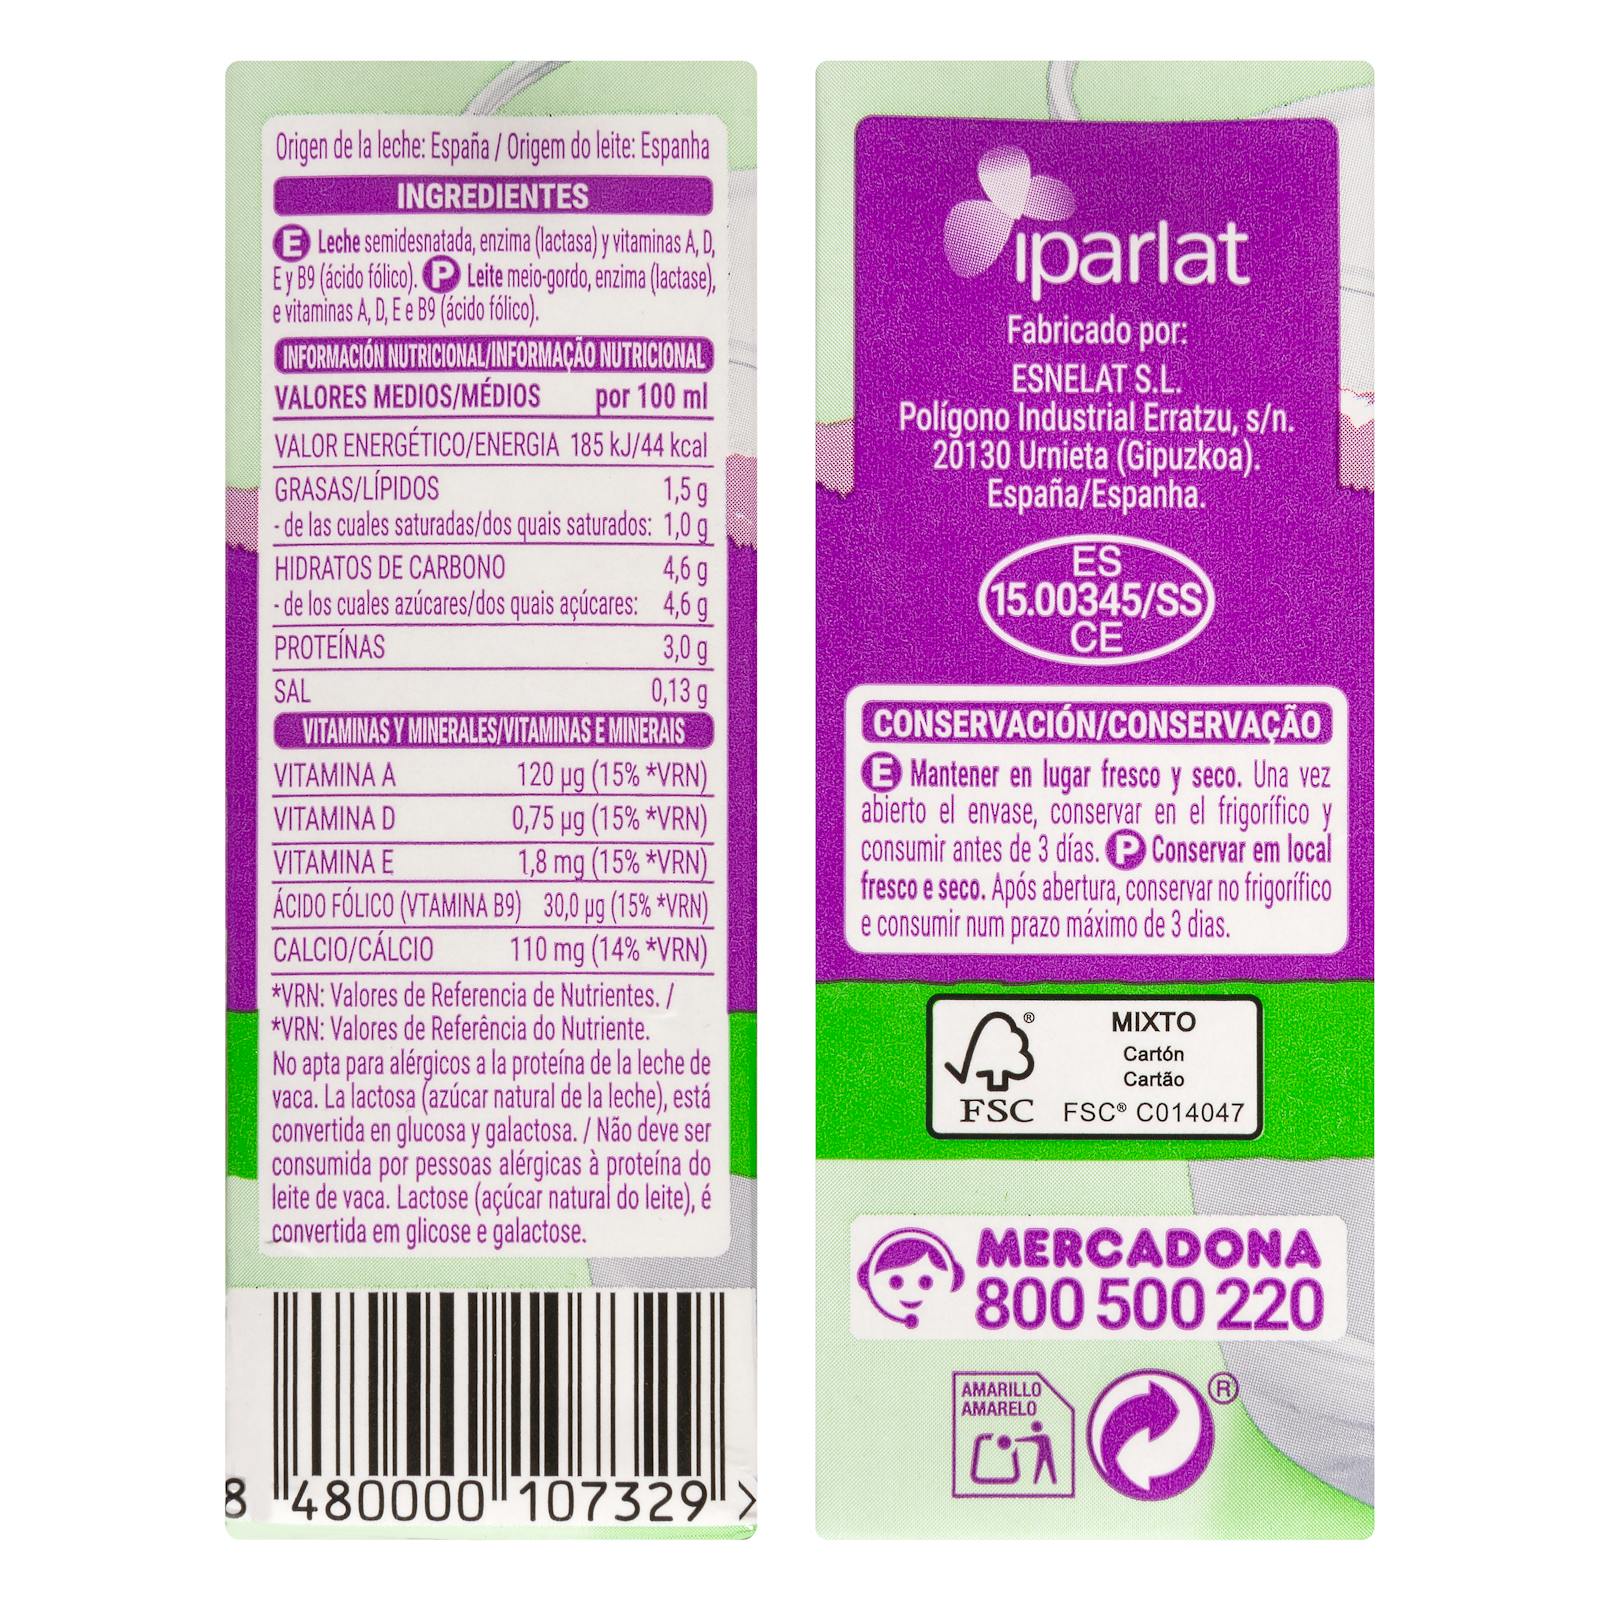 Origen de la leche: España / Origem do leite: Espanha
INGREDIENTES
E Leche semidesnatada, enzima (lactasa) y vitaminas A, D,
E y B9 (ácido fólico). P Leite meio-gordo, enzima (lactase),
e vitaminas A, D, E e B9 (ácido fólico).
INFORMACIÓN NUTRICIONAL/INFORMAÇÃO NUTRICIONAL
VALORES MEDIOS/MÉDIOS por 100 ml
VALOR ENERGÉTICO/ENERGIA 185 kJ/44 kcal
GRASAS/LÍPIDOS 1,5 g
- de las cuales saturadas/dos quais saturados: 1,0 g
HIDRATOS DE CARBONO 4,6 g
- de los cuales azúcares/dos quais açúcares: 4,6 g
PROTEÍNAS 3,0 g
SAL 0,13 g
VITAMINAS Y MINERALES/VITAMINAS E MINERAIS
VITAMINA A 120 µg (15% *VRN)
VITAMINA D 0,75 µg (15% *VRN)
VITAMINA E 1,8 mg (15% *VRN)
ÁCIDO FÓLICO (VTAMINA B9) 30,0 µg (15% *VRN)
CALCIO/CÁLCIO 110 mg (14% *VRN)
*VRN: Valores de Referencia de Nutrientes. /
*VRN: Valores de Referência do Nutriente.
No apta para alérgicos a la proteína de la leche de
vaca. La lactosa (azúcar natural de la leche), está
convertida en glucosa y galactosa. / Não deve ser
consumida por pessoas alérgicas à proteína do
leite de vaca. Lactose (açúcar natural do leite), é
convertida em glicose e galactose.
8 480000 107329 >
iparlat
Fabricado por:
ESNELAT S.L.
Polígono Industrial Erratzu, s/n.
20130 Urnieta (Gipuzkoa).
España/Espanha.
ES
15.00345/SS
CE
CONSERVACIÓN/CONSERVAÇÃO
E Mantener en lugar fresco y seco. Una vez
abierto el envase, conservar en el frigorífico y
consumir antes de 3 días. P Conservar em local
fresco e seco. Após abertura, conservar no frigorífico
e consumir num prazo máximo de 3 dias.
®
MIXTO
Cartón
Cartão
FSC FSC® C014047
MERCADONA
800 500 220
AMARILLO
AMARELO
®